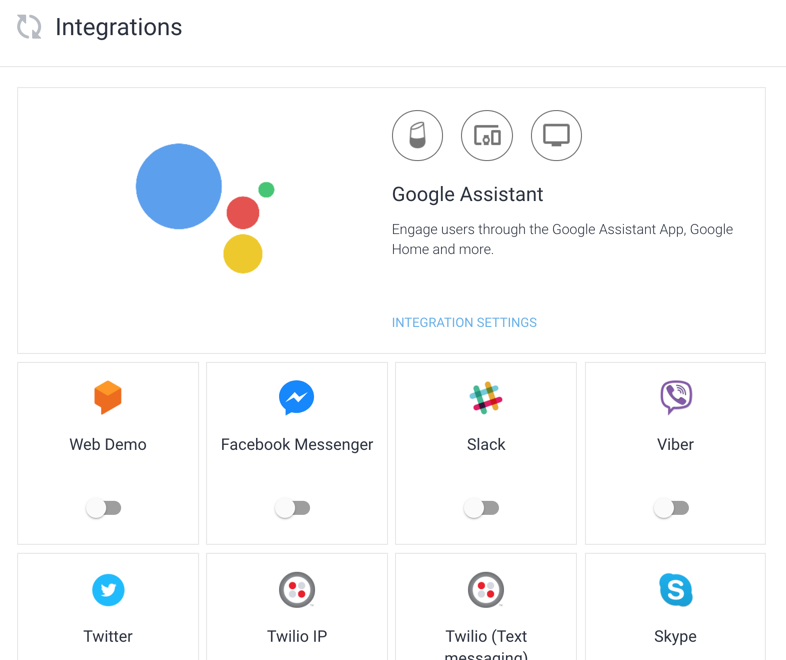 Integrations
Google Assistant
Engage users through the Google Assistant App, Google
Home and more.
INTEGRATION SETTINGS
Web Demo
Facebook Messenger
Slack
Viber
Twitter
Twilio IP
Twilio (Text
messaging)
Skype